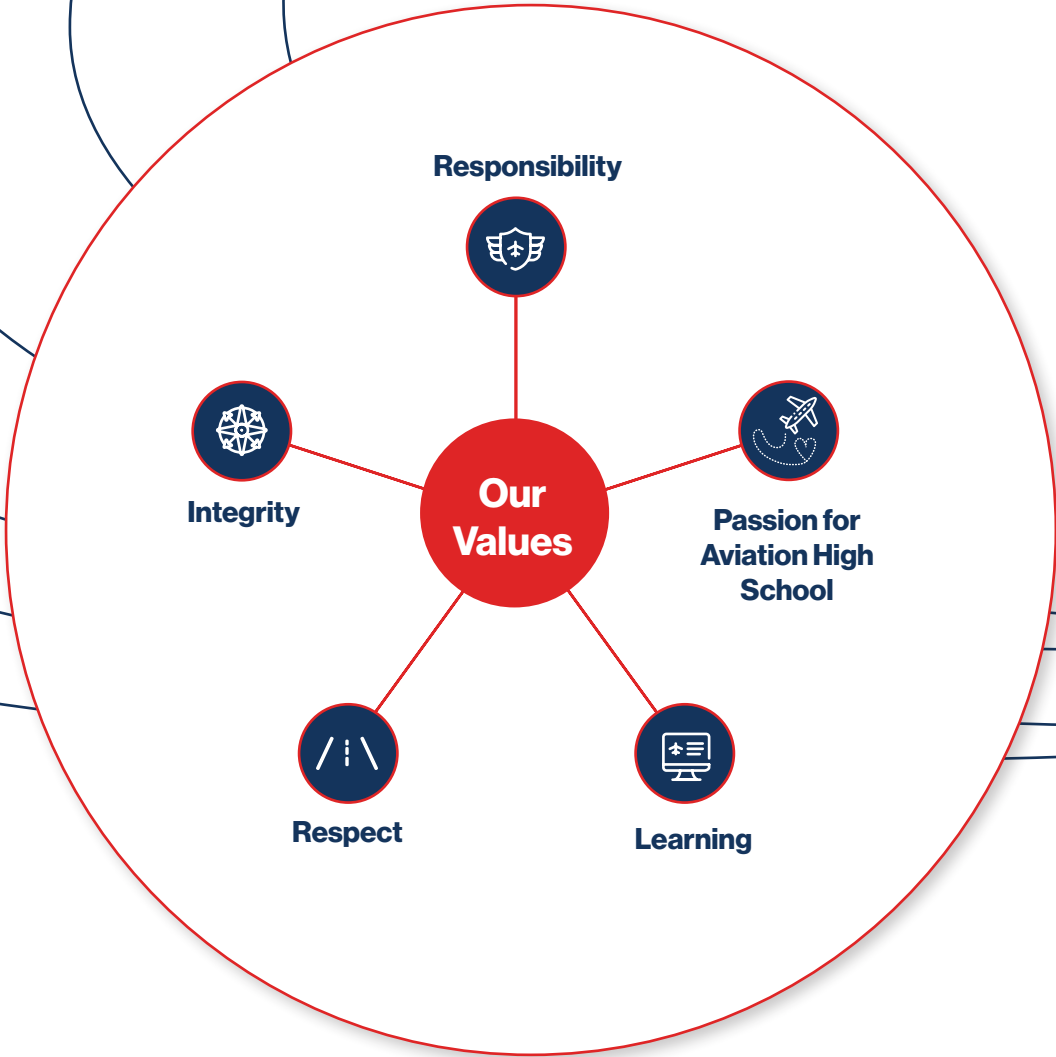 Responsibility
Integrity
Our
Values
Passion for
Aviation High
School
Respect
Learning